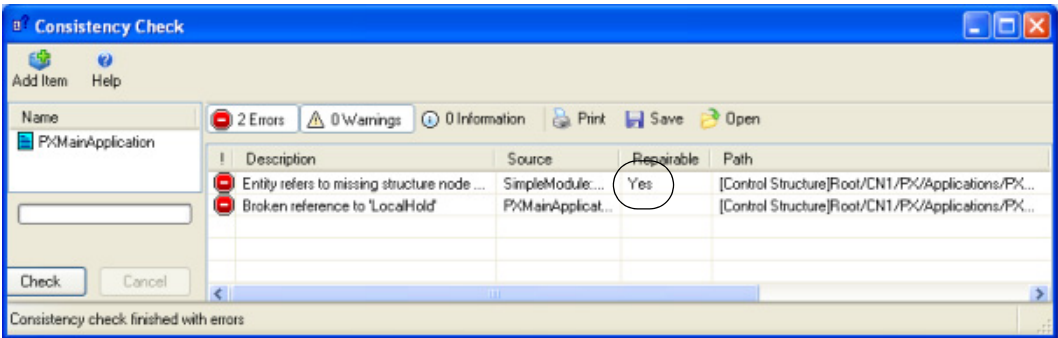 Consistency Check
Add Item Help
Name
PXMainApplication
2 Errors 0 Warnings 0 Information Print Save Open
! Description Source Repairable Path
Entity refers to missing structure node ... SimpleModule:... Yes [Control Structure]Root/CN1/PX/Applications/PX...
Broken reference to 'LocalHold' PXMainApplicat... [Control Structure]Root/CN1/PX/Applications/PX...
Check Cancel
Consistency check finished with errors